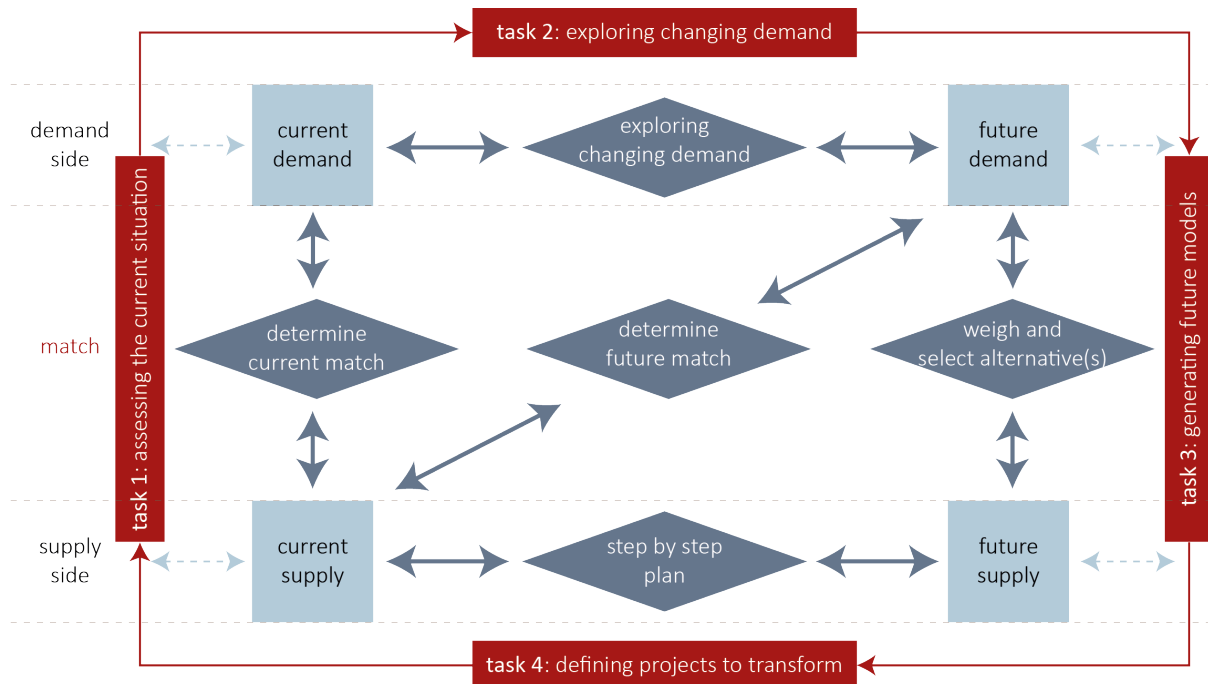 task 2: exploring changing demand
demand
side
current
demand
exploring
changing demand
future
demand
task 1: assessing the current situation
match
determine
current match
determine
future match
weigh and
select alternative(s)
task 3: generating future models
supply
side
current
supply
step by step
plan
future
supply
task 4: defining projects to transform